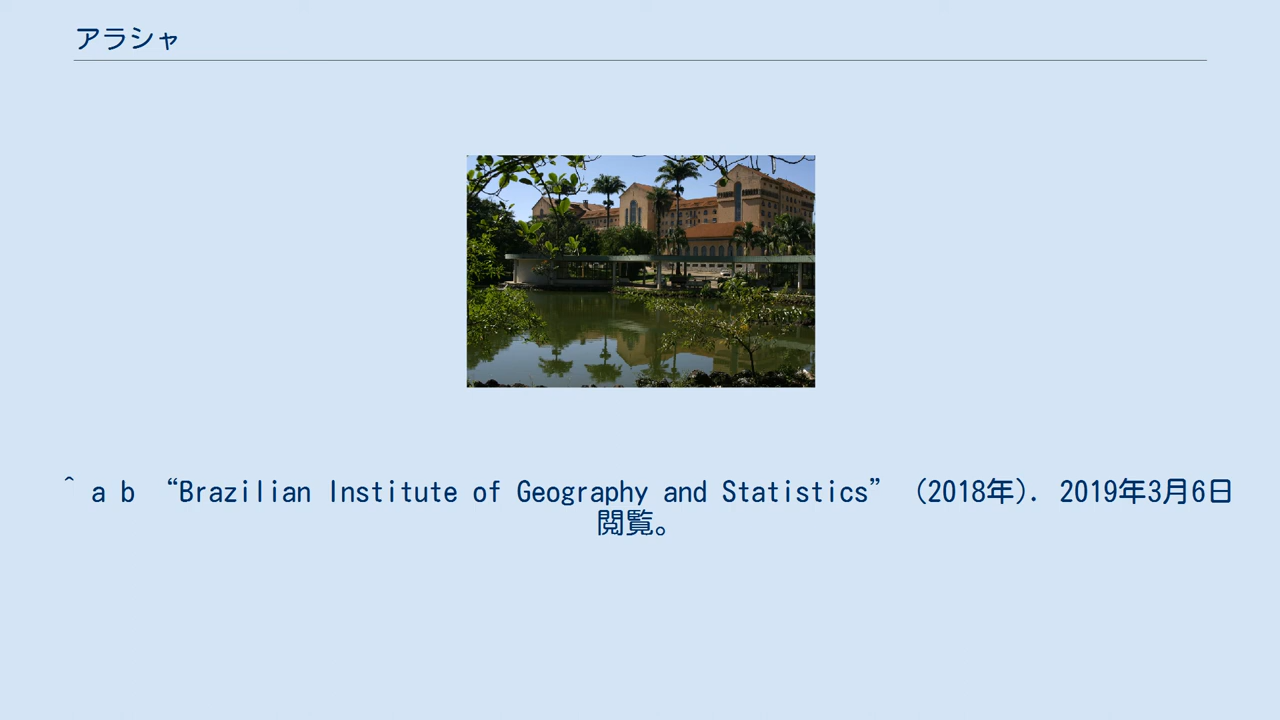 アラシャ
^ a b “Brazilian Institute of Geography and Statistics” (2018年). 2019年3月6日
閲覧。